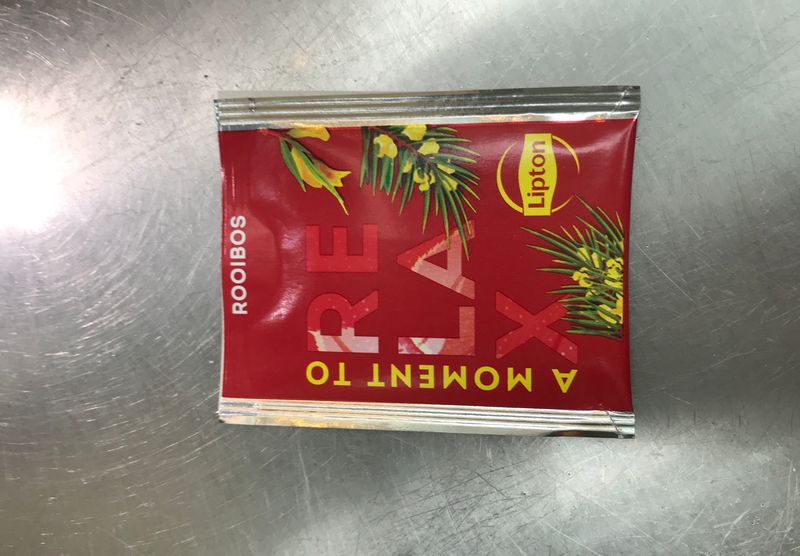 Lipton
A MOMENT TO
RE
LA
X
ROOIBOS